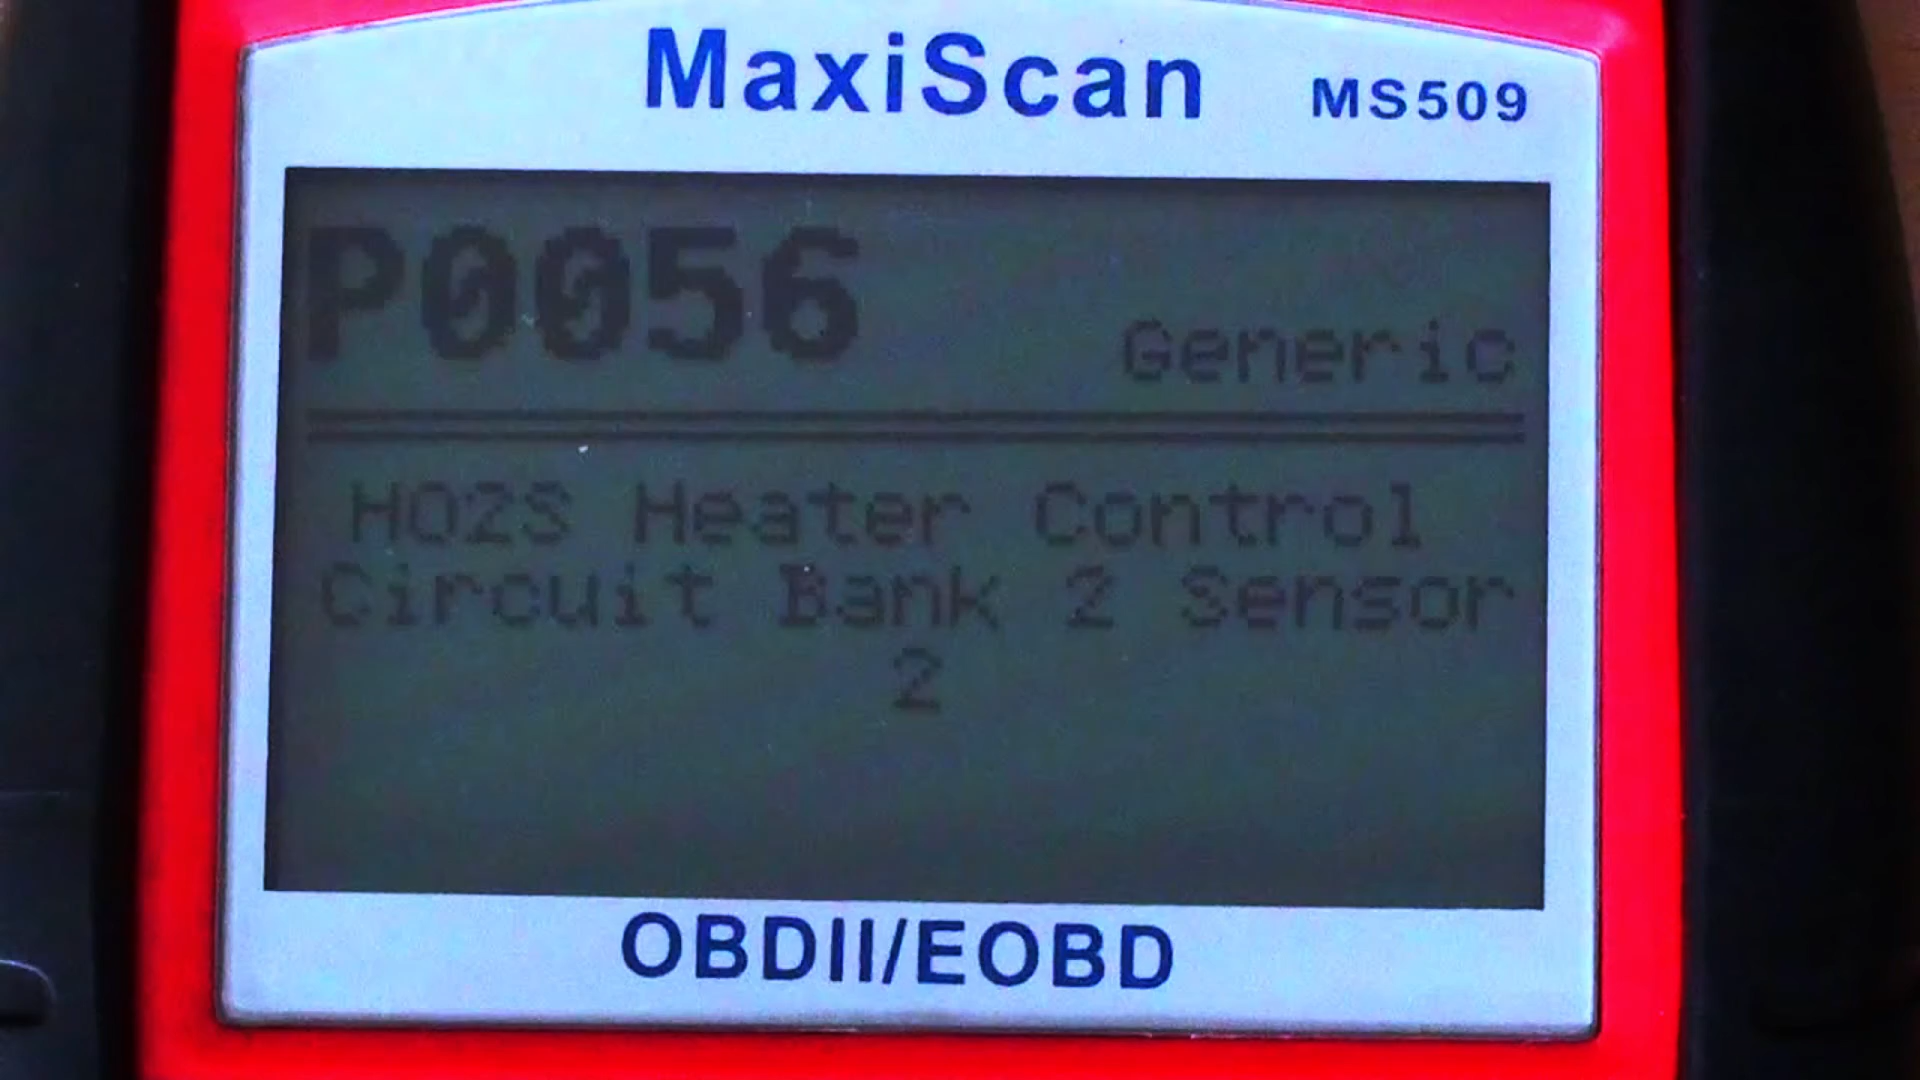 MaxiScan MS509
P0056 Generic
HO2S Heater Control
Circuit Bank 2 Sensor
2
OBDII/EOBD